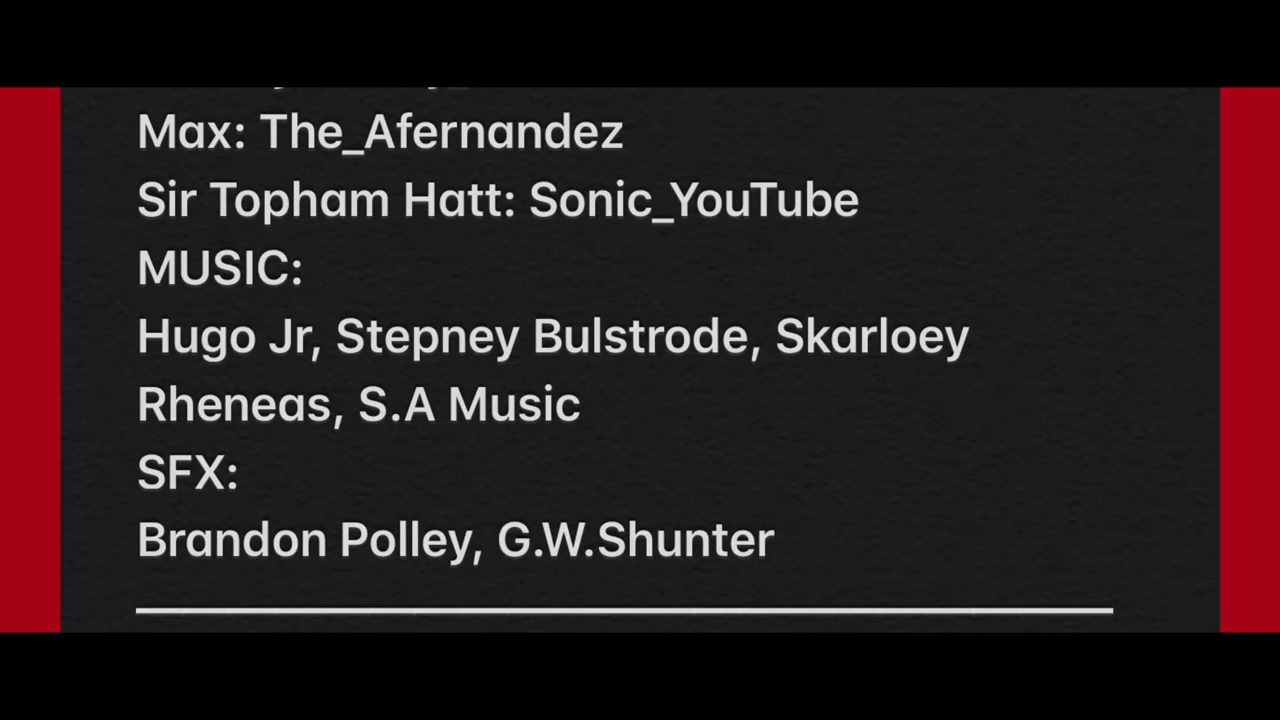 Max: The_Afernandez
Sir Topham Hatt: Sonic_YouTube
MUSIC:
Hugo Jr, Stepney Bulstrode, Skarloey
Rheneas, S.A Music
SFX:
Brandon Polley, G.W.Shunter